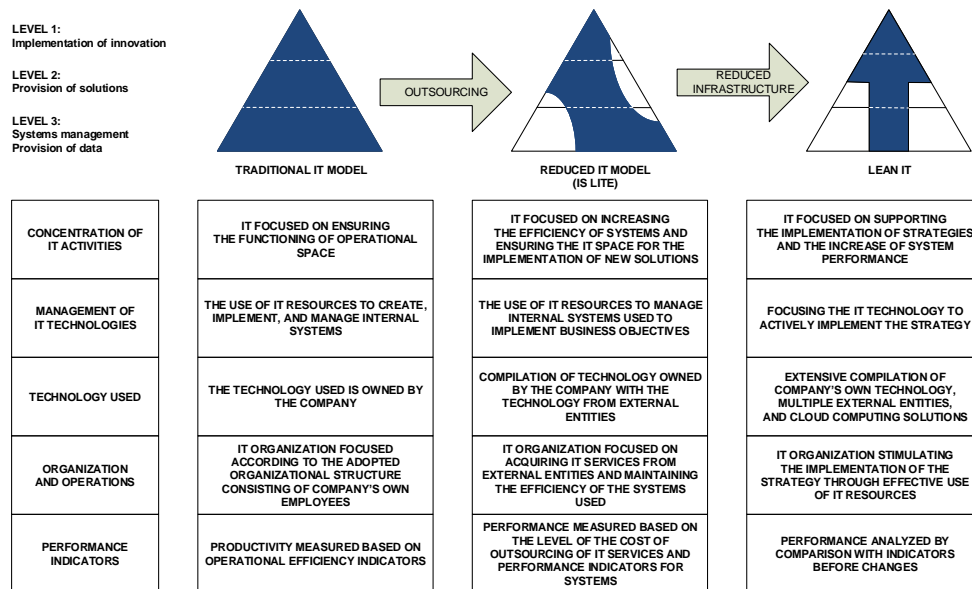 LEVEL 1:
Implementation of innovation
LEVEL 2:
Provision of solutions
LEVEL 3:
Systems management
Provision of data
OUTSOURCING
REDUCED
INFRASTRUCTURE
TRADITIONAL IT MODEL
REDUCED IT MODEL
(IS LITE)
LEAN IT
CONCENTRATION OF
IT ACTIVITIES
IT FOCUSED ON ENSURING
THE FUNCTIONING OF OPERATIONAL
SPACE
IT FOCUSED ON INCREASING
THE EFFICIENCY OF SYSTEMS AND
ENSURING THE IT SPACE FOR THE
IMPLEMENTATION OF NEW SOLUTIONS
IT FOCUSED ON SUPPORTING
THE IMPLEMENTATION OF STRATEGIES
AND THE INCREASE OF SYSTEM
PERFORMANCE
MANAGEMENT OF
IT TECHNOLOGIES
THE USE OF IT RESOURCES TO CREATE,
IMPLEMENT, AND MANAGE INTERNAL
SYSTEMS
THE USE OF IT RESOURCES TO MANAGE
INTERNAL SYSTEMS USED TO
IMPLEMENT BUSINESS OBJECTIVES
FOCUSING THE IT TECHNOLOGY TO
ACTIVELY IMPLEMENT THE STRATEGY
TECHNOLOGY USED
THE TECHNOLOGY USED IS OWNED BY
THE COMPANY
COMPILATION OF TECHNOLOGY OWNED
BY THE COMPANY WITH THE
TECHNOLOGY FROM EXTERNAL
ENTITIES
EXTENSIVE COMPILATION OF
COMPANY'S OWN TECHNOLOGY,
MULTIPLE EXTERNAL ENTITIES,
AND CLOUD COMPUTING SOLUTIONS
ORGANIZATION
AND OPERATIONS
IT ORGANIZATION FOCUSED
ACCORDING TO THE ADOPTED
ORGANIZATIONAL STRUCTURE
CONSISTING OF COMPANY'S OWN
EMPLOYEES
IT ORGANIZATION FOCUSED ON
ACQUIRING IT SERVICES FROM
EXTERNAL ENTITIES AND MAINTAINING
THE EFFICIENCY OF THE SYSTEMS
USED
IT ORGANIZATION STIMULATING
THE IMPLEMENTATION OF THE
STRATEGY THROUGH EFFECTIVE USE
OF IT RESOURCES
PERFORMANCE
INDICATORS
PRODUCTIVITY MEASURED BASED ON
OPERATIONAL EFFICIENCY INDICATORS
PERFORMANCE MEASURED BASED ON
THE LEVEL OF THE COST OF
OUTSOURCING OF IT SERVICES AND
PERFORMANCE INDICATORS FOR
SYSTEMS
PERFORMANCE ANALYZED BY
COMPARISON WITH INDICATORS
BEFORE CHANGES